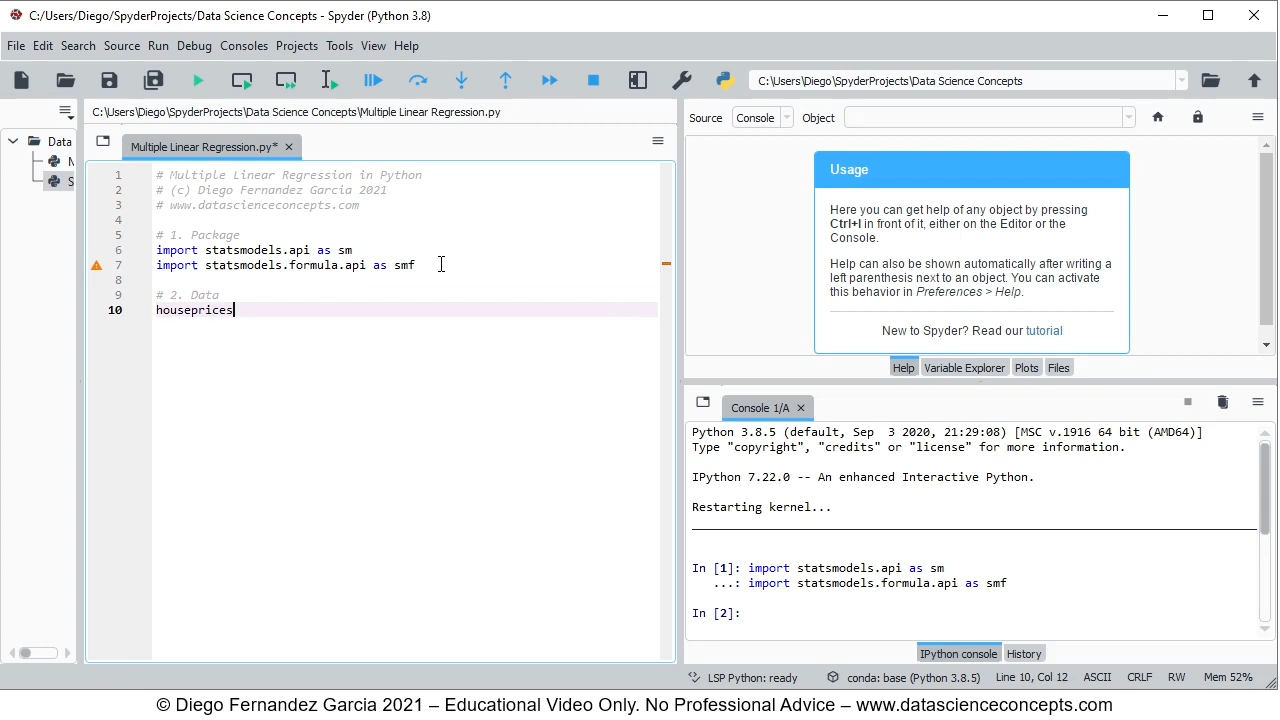 C:/Users/Diego/SpyderProjects/Data Science Concepts - Spyder (Python 3.8)
File Edit Search Source Run Debug Consoles Projects Tools View Help
C:\Users\Diego\SpyderProjects\Data Science Concepts
C:\Users\Diego\SpyderProjects\Data Science Concepts\Multiple Linear Regression.py
Data
M
S
Multiple Linear Regression.py*
1 # Multiple Linear Regression in Python
2 # (c) Diego Fernandez Garcia 2021
3 # www.datascienceconcepts.com
4
5 # 1. Package
6 import statsmodels.api as sm
7 import statsmodels.formula.api as smf
8
9 # 2. Data
10 houseprices
Source Console Object
Usage
Here you can get help of any object by pressing
Ctrl+I in front of it, either on the Editor or the
Console.
Help can also be shown automatically after writing a
left parenthesis next to an object. You can activate
this behavior in Preferences > Help.
New to Spyder? Read our tutorial
Help Variable Explorer Plots Files
Console 1/A
Python 3.8.5 (default, Sep  3 2020, 21:29:08) [MSC v.1916 64 bit (AMD64)]
Type "copyright", "credits" or "license" for more information.
IPython 7.22.0 -- An enhanced Interactive Python.
Restarting kernel...
In [1]: import statsmodels.api as sm
...: import statsmodels.formula.api as smf
In [2]:
IPython console History
LSP Python: ready conda: base (Python 3.8.5) Line 10, Col 12 ASCII CRLF RW Mem 52%
© Diego Fernandez Garcia 2021 – Educational Video Only. No Professional Advice – www.datascienceconcepts.com